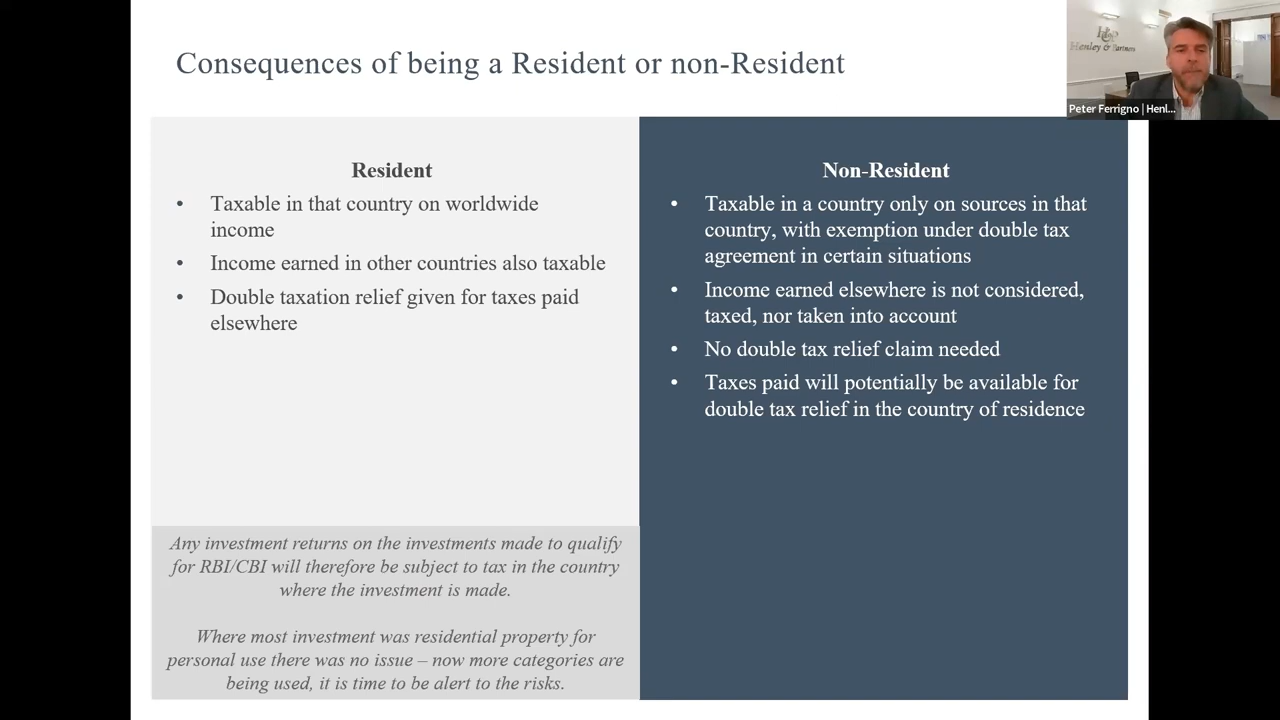 Consequences of being a Resident or non-Resident
Henley & Partners
Peter Ferrigno | Henl...
Resident
• Taxable in that country on worldwide
income
• Income earned in other countries also taxable
• Double taxation relief given for taxes paid
elsewhere
Any investment returns on the investments made to qualify
for RBI/CBI will therefore be subject to tax in the country
where the investment is made.
Where most investment was residential property for
personal use there was no issue – now more categories are
being used, it is time to be alert to the risks.
Non-Resident
• Taxable in a country only on sources in that
country, with exemption under double tax
agreement in certain situations
• Income earned elsewhere is not considered,
taxed, nor taken into account
• No double tax relief claim needed
• Taxes paid will potentially be available for
double tax relief in the country of residence